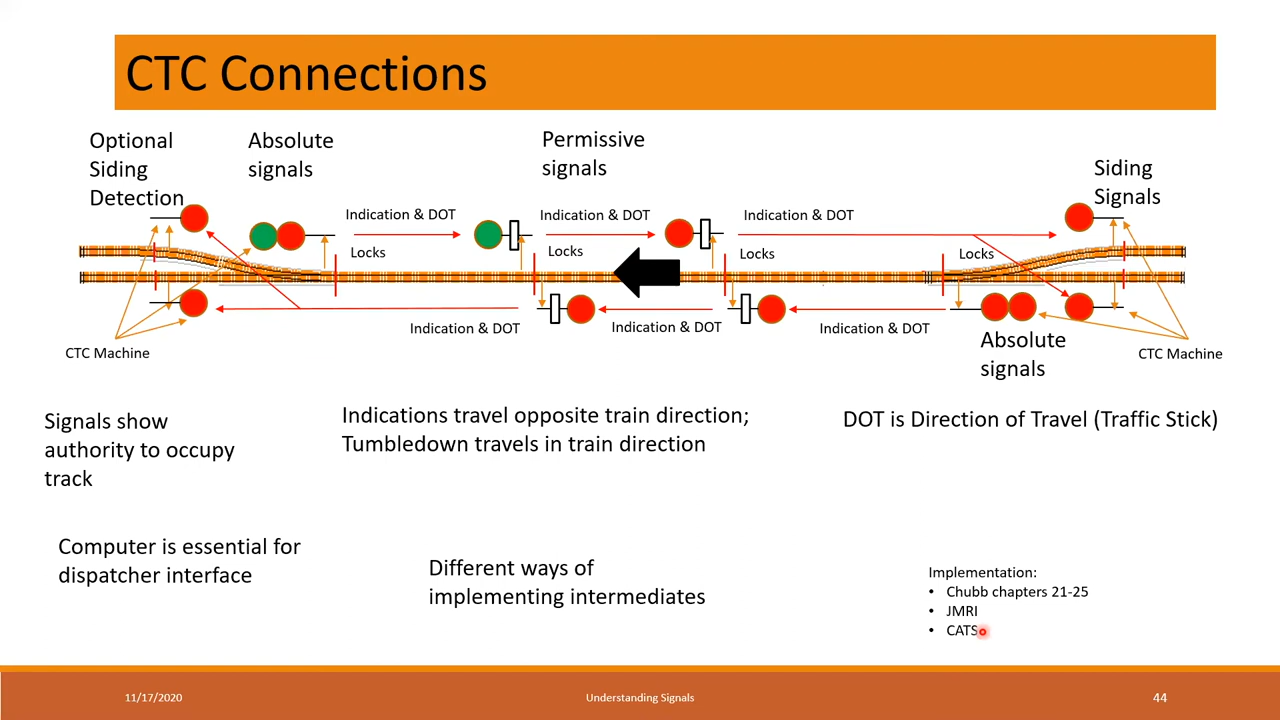 CTC Connections
Optional
Siding
Detection
Absolute
signals
Permissive
signals
Siding
Signals
Indication & DOT
Indication & DOT
Indication & DOT
Locks
Locks
Locks
Locks
Indication & DOT
Indication & DOT
Indication & DOT
CTC Machine
Absolute
signals
CTC Machine
Signals show
authority to occupy
track
Indications travel opposite train direction;
Tumbledown travels in train direction
DOT is Direction of Travel (Traffic Stick)
Computer is essential for
dispatcher interface
Different ways of
implementing intermediates
Implementation:
• Chubb chapters 21-25
• JMRI
• CATS
11/17/2020
Understanding Signals
44